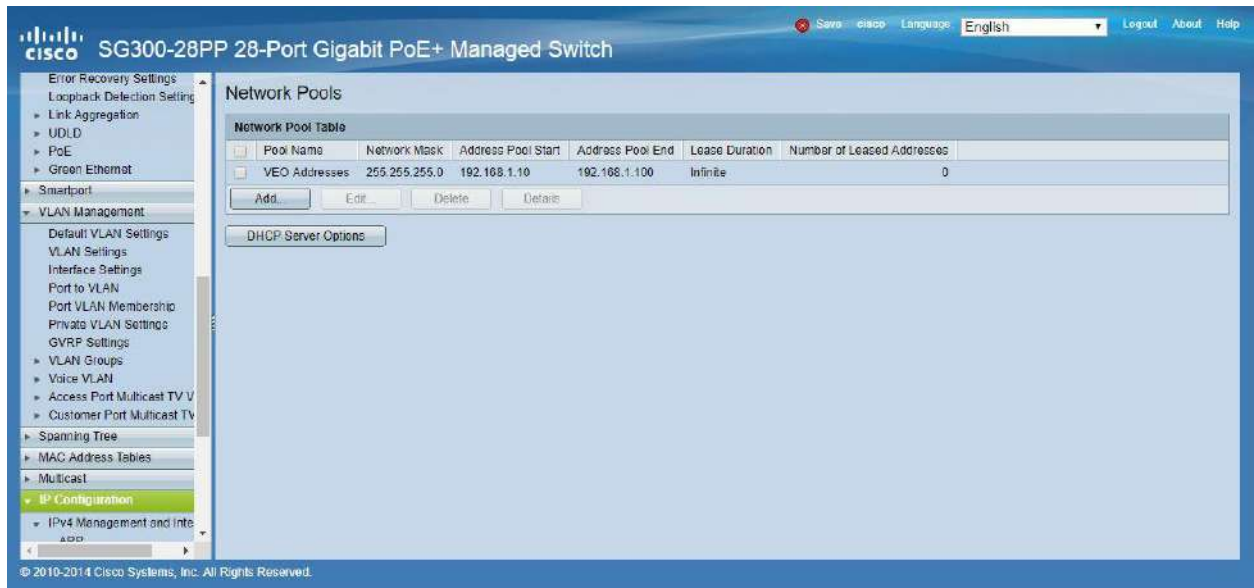 Save cisco Language English Logout About Help
CISCO SG300-28PP 28-Port Gigabit PoE+ Managed Switch
Error Recovery Settings
Loopback Detection Setting
Link Aggregation
UDLD
PoE
Green Ethernet
Smartport
VLAN Management
Default VLAN Settings
VLAN Settings
Interface Settings
Port to VLAN
Port VLAN Membership
Private VLAN Settings
GVRP Settings
VLAN Groups
Voice VLAN
Access Port Multicast TV V
Customer Port Multicast TV
Spanning Tree
MAC Address Tables
Multicast
IP Configuration
IPv4 Management and Inte
ARP
Network Pools
Network Pool Table
Pool Name Network Mask Address Pool Start Address Pool End Lease Duration Number of Leased Addresses
VEO Addresses 255.255.255.0 192.168.1.10 192.168.1.100 Infinite 0
Add.. Edit... Delete Details
DHCP Server Options
© 2010-2014 Cisco Systems, Inc. All Rights Reserved.